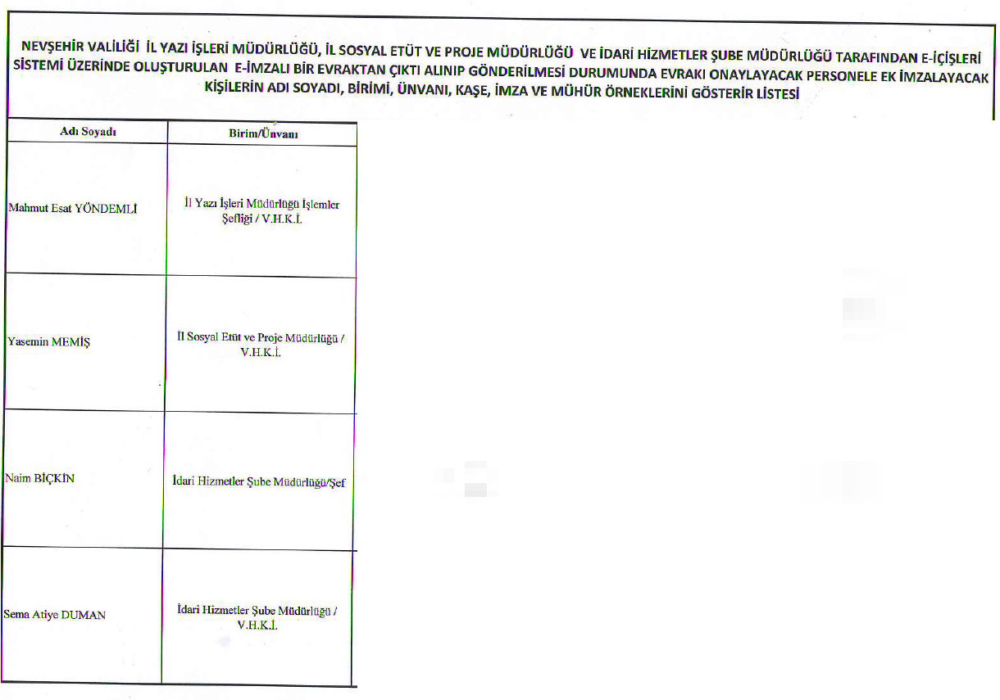 NEVŞEHİR VALİLİĞİ İL YAZI İŞLERİ MÜDÜRLÜĞÜ, İL SOSYAL ETÜT VE PROJE MÜDÜRLÜĞÜ VE İDARİ HİZMETLER ŞUBE MÜDÜRLÜĞÜ TARAFINDAN E-İÇİŞLERİ
SİSTEMİ ÜZERİNDE OLUŞTURULAN E-İMZALI BİR EVRAKTAN ÇIKTI ALINIP GÖNDERİLMESİ DURUMUNDA EVRAKI ONAYLAYACAK PERSONELE EK İMZALAYACAK
KİŞİLERİN ADI SOYADI, BİRİMİ, ÜNVANI, KAŞE, İMZA VE MÜHÜR ÖRNEKLERİNİ GÖSTERİR LİSTESİ
Adı Soyadı Birim/Ünvanı
Mahmut Esat YÖNDEMLİ
İl Yazı İşleri Müdürlüğü İşlemler
Şefliği / V.H.K.İ.
Yasemin MEMİŞ
İl Sosyal Etüt ve Proje Müdürlüğü /
V.H.K.İ.
Naim BİÇKİN
İdari Hizmetler Şube Müdürlüğü/Şef
Sema Atiye DUMAN
İdari Hizmetler Şube Müdürlüğü /
V.H.K.İ.